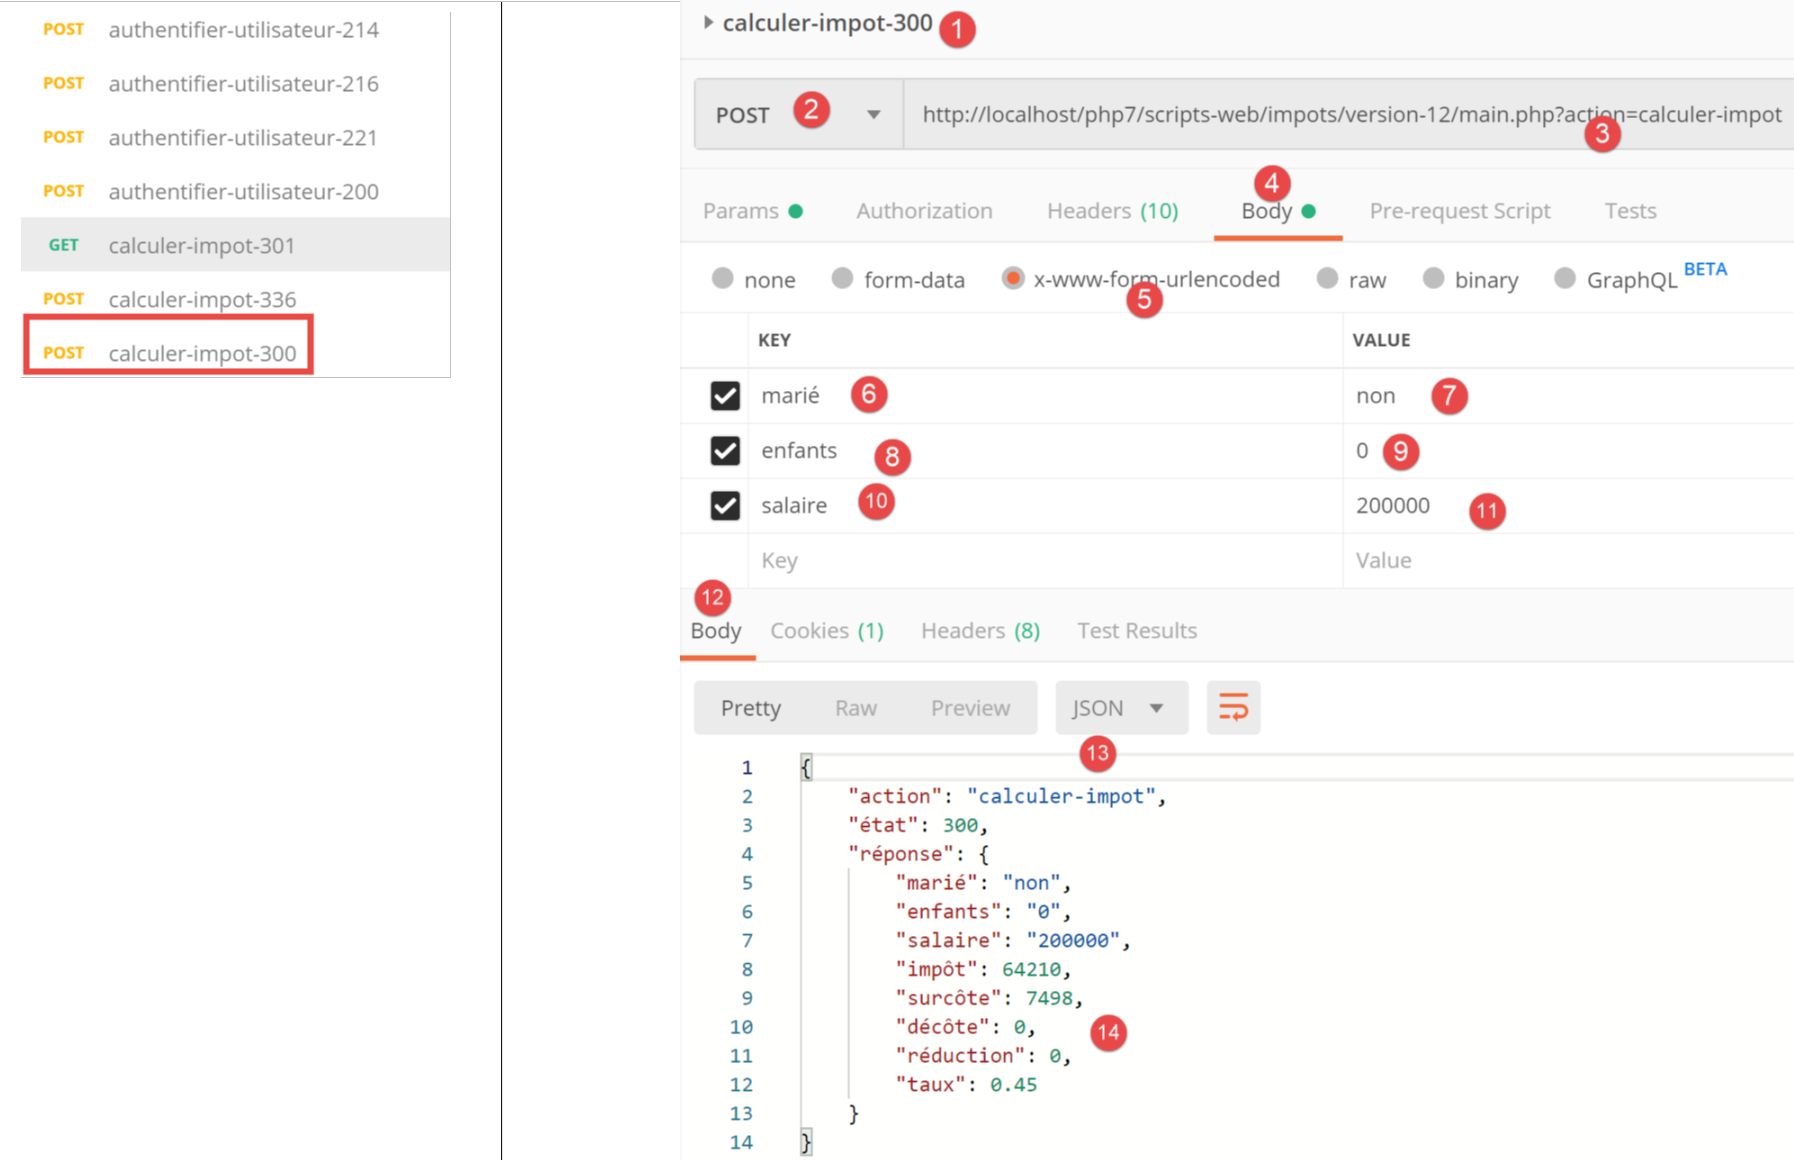 POST authentifier-utilisateur-214
POST authentifier-utilisateur-216
POST authentifier-utilisateur-221
POST authentifier-utilisateur-200
GET calculer-impot-301
POST calculer-impot-336
POST calculer-impot-300
calculer-impot-300 1
POST 2 http://localhost/php7/scripts-web/impots/version-12/main.php?action=calculer-impot
3
4
Params Authorization Headers (10) Body Pre-request Script Tests
none form-data x-www-form-urlencoded raw binary GraphQL BETA
5
KEY VALUE
marié 6 non 7
enfants 8 0 9
salaire 10 200000 11
Key Value
12
Body Cookies (1) Headers (8) Test Results
Pretty Raw Preview JSON
13
1 {
2 "action": "calculer-impot",
3 "état": 300,
4 "réponse": {
5 "marié": "non",
6 "enfants": "0",
7 "salaire": "200000",
8 "impôt": 64210,
9 "surcôte": 7498,
10 "décôte": 0, 14
11 "réduction": 0,
12 "taux": 0.45
13 }
14 }